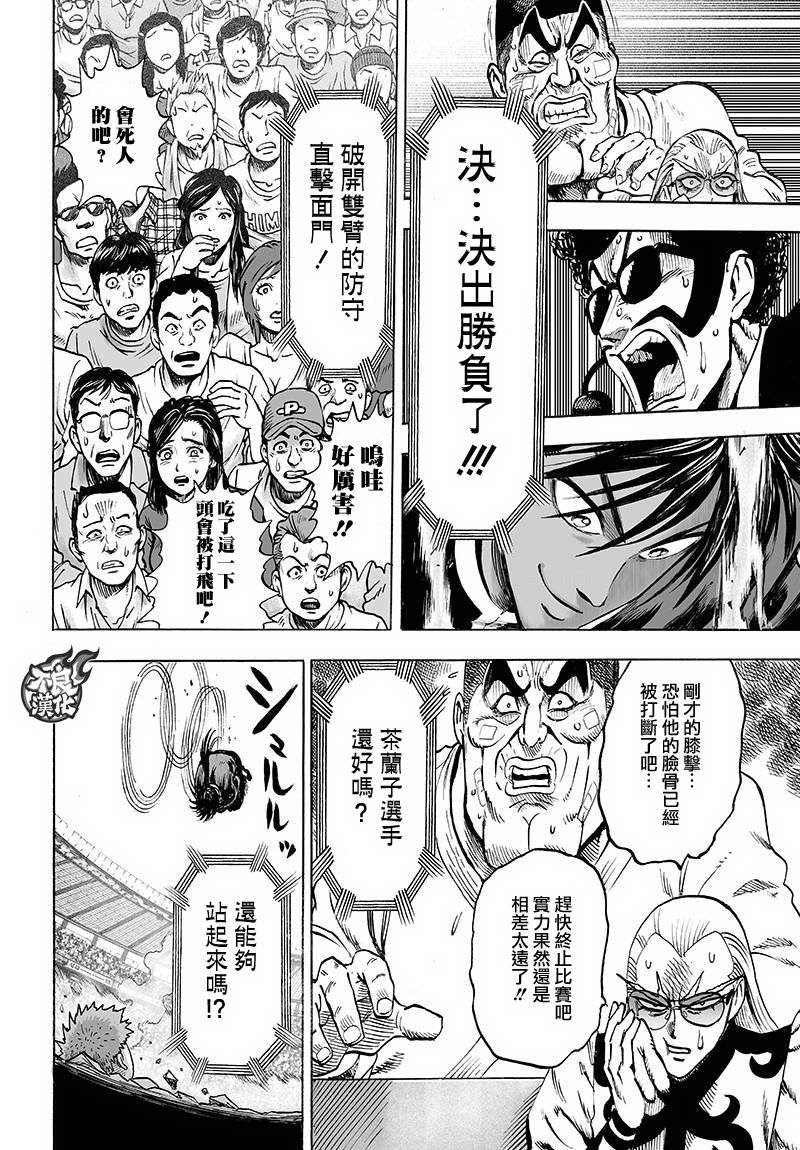 決…決出勝負了!!!
破開雙臂的防守
直擊面門！
會死人
的吧？
嗚哇
好厲害!!
吃了這一下
頭會被打飛吧！
剛才的膝擊…
恐怕他的臉骨已經
被打斷了吧…
趕快終止比賽吧
實力果然還是
相差太遠了!!
茶蘭子選手
還好嗎？
シュルルッ
還能夠
站起來嗎!?
不良
漢化
P